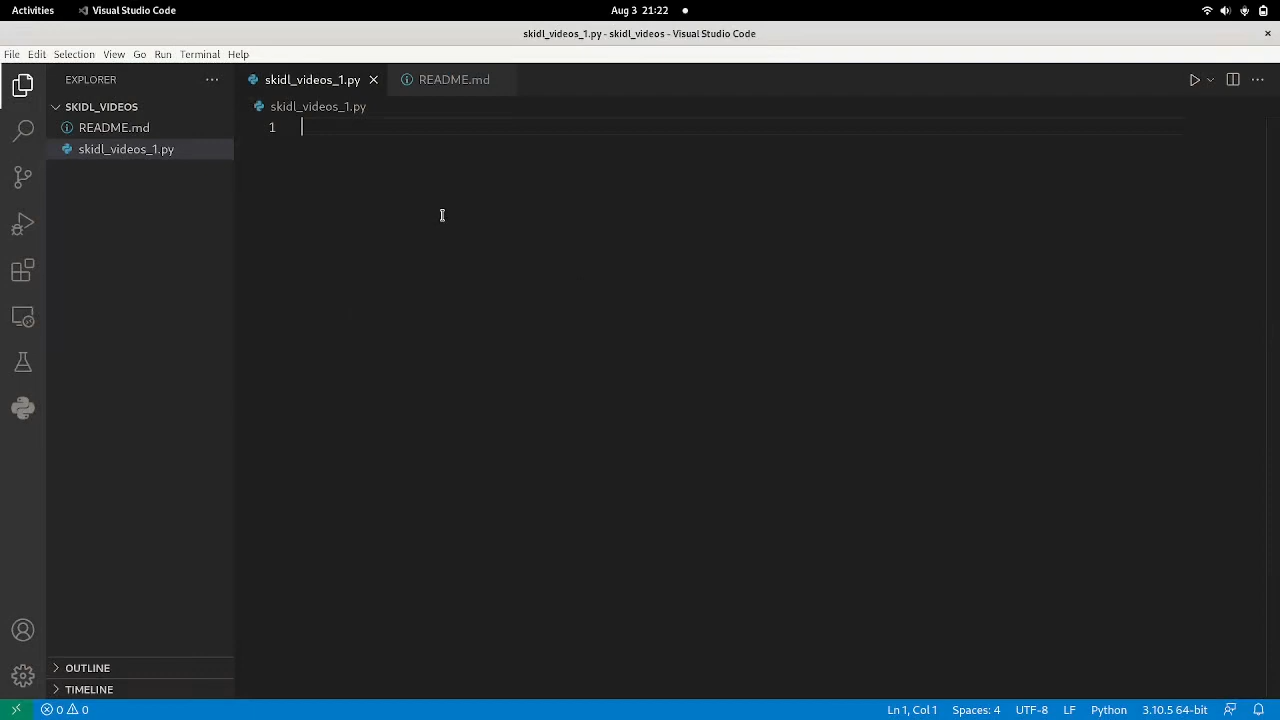 Activities Visual Studio Code Aug 3 21:22
skidl_videos_1.py - skidl_videos - Visual Studio Code
File Edit Selection View Go Run Terminal Help
EXPLORER
skidl_videos_1.py
README.md
SKIDL_VIDEOS
skidl_videos_1.py
README.md
1
skidl_videos_1.py
OUTLINE
TIMELINE
0 0 Ln 1, Col 1 Spaces: 4 UTF-8 LF Python 3.10.5 64-bit